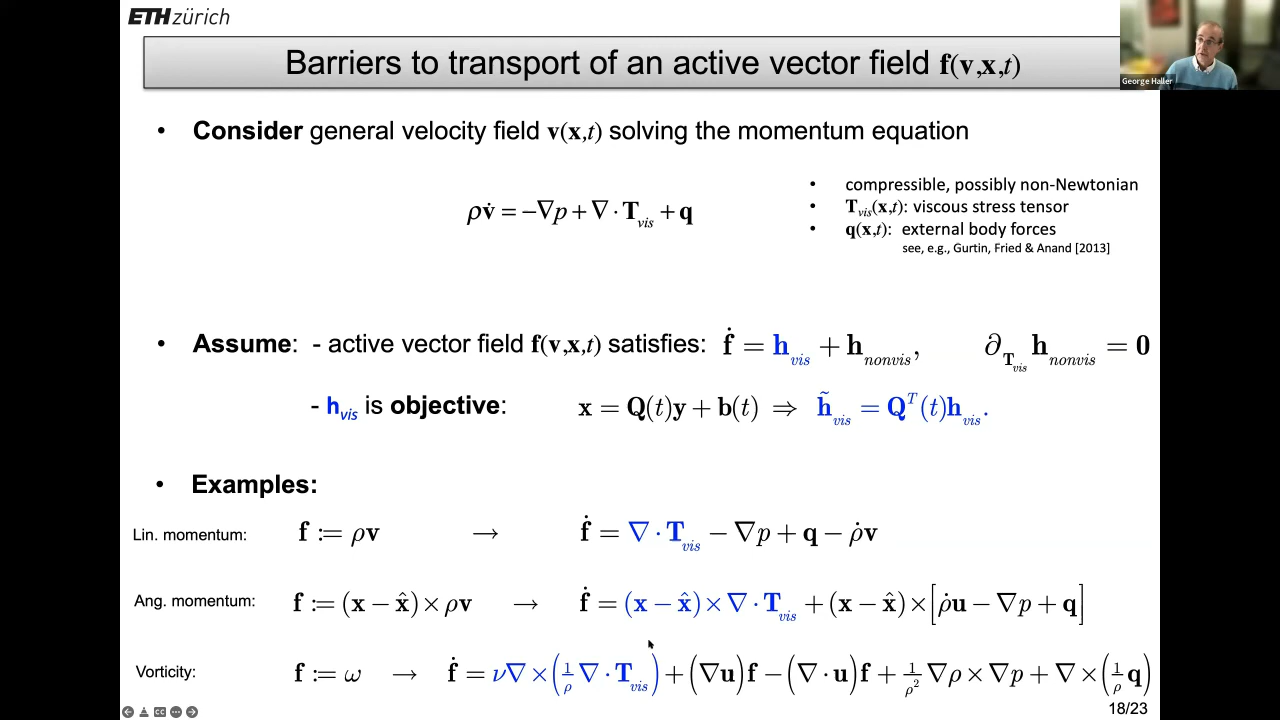 ETH zürich
Barriers to transport of an active vector field f(v,x,t)
George Haller
• Consider general velocity field v(x,t) solving the momentum equation
ρv̇ = −∇p + ∇ · T_vis + q
• compressible, possibly non-Newtonian
• T_vis(x,t): viscous stress tensor
• q(x,t): external body forces
see, e.g., Gurtin, Fried & Anand [2013]
• Assume: - active vector field f(v,x,t) satisfies: ḟ = h_vis + h_nonvis, ∂_T_vis h_nonvis = 0
- h_vis is objective: x = Q(t)y + b(t) ⇒ h̃_vis = Q^T(t)h_vis.
• Examples:
Lin. momentum: f := ρv → ḟ = ∇ · T_vis − ∇p + q − ρ̇v
Ang. momentum: f := (x − x̂) × ρv → ḟ = (x − x̂) × ∇ · T_vis + (x − x̂) × [ρ̇u − ∇p + q]
Vorticity: f := ω → ḟ = ν∇ × (1/ρ ∇ · T_vis) + (∇u)f − (∇ · u)f + 1/ρ² ∇ρ × ∇p + ∇ × (1/ρ q)
18/23